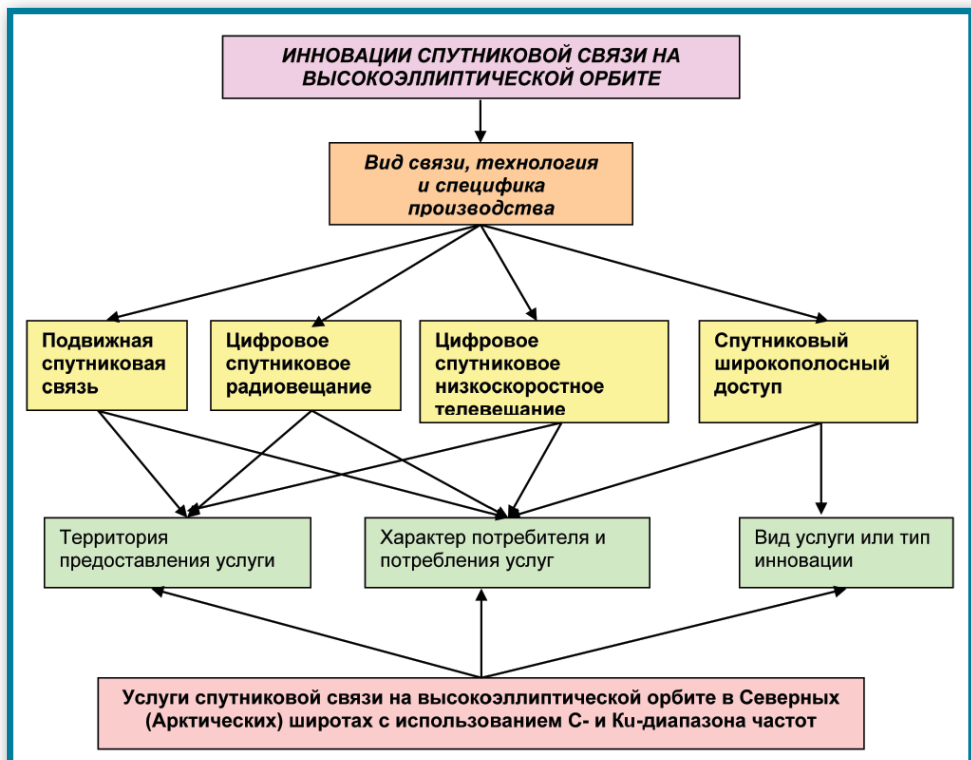 ИННОВАЦИИ СПУТНИКОВОЙ СВЯЗИ НА
ВЫСОКОЭЛЛИПТИЧЕСКОЙ ОРБИТЕ
Вид связи, технология
и специфика
производства
Подвижная
спутниковая
связь
Цифровое
спутниковое
радиовещание
Цифровое
спутниковое
низкоскоростное
телевещание
Спутниковый
широкополосный
доступ
Территория
предоставления услуги
Характер потребителя и
потребления услуг
Вид услуги или тип
инновации
Услуги спутниковой связи на высокоэллиптической орбите в Северных
(Арктических) широтах с использованием С- и Ku-диапазона частот